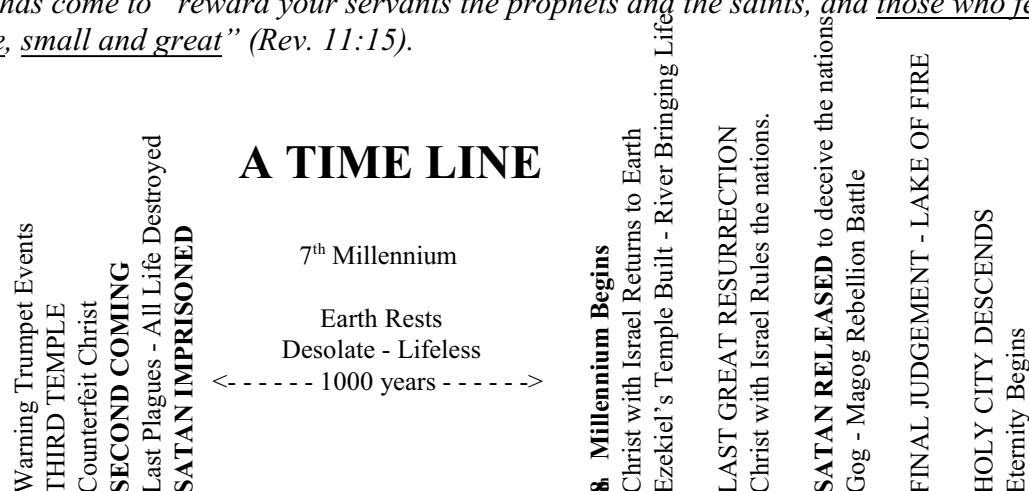 has come to " reward your servants the prophets and the saints, and those who fe
e, small and great" (Rev. 11:15).
Warning Trumpet Events
THIRD TEMPLE
Counterfeit Christ
SECOND COMING
Last Plagues - All Life Destroyed
SATAN IMPRISONED
A TIME LINE
7th Millennium
Earth Rests
Desolate - Lifeless
<- - - - - - 1000 years - - - - - ->
Millennium Begins
Christ with Israel Returns to Earth
Ezekiel's Temple Built - River Bringing Life
LAST GREAT RESURRECTION
Christ with Israel Rules the nations.
SATAN RELEASED to deceive the nations
Gog - Magog Rebellion Battle
FINAL JUDGEMENT - LAKE OF FIRE
HOLY CITY DESCENDS
Eternity Begins